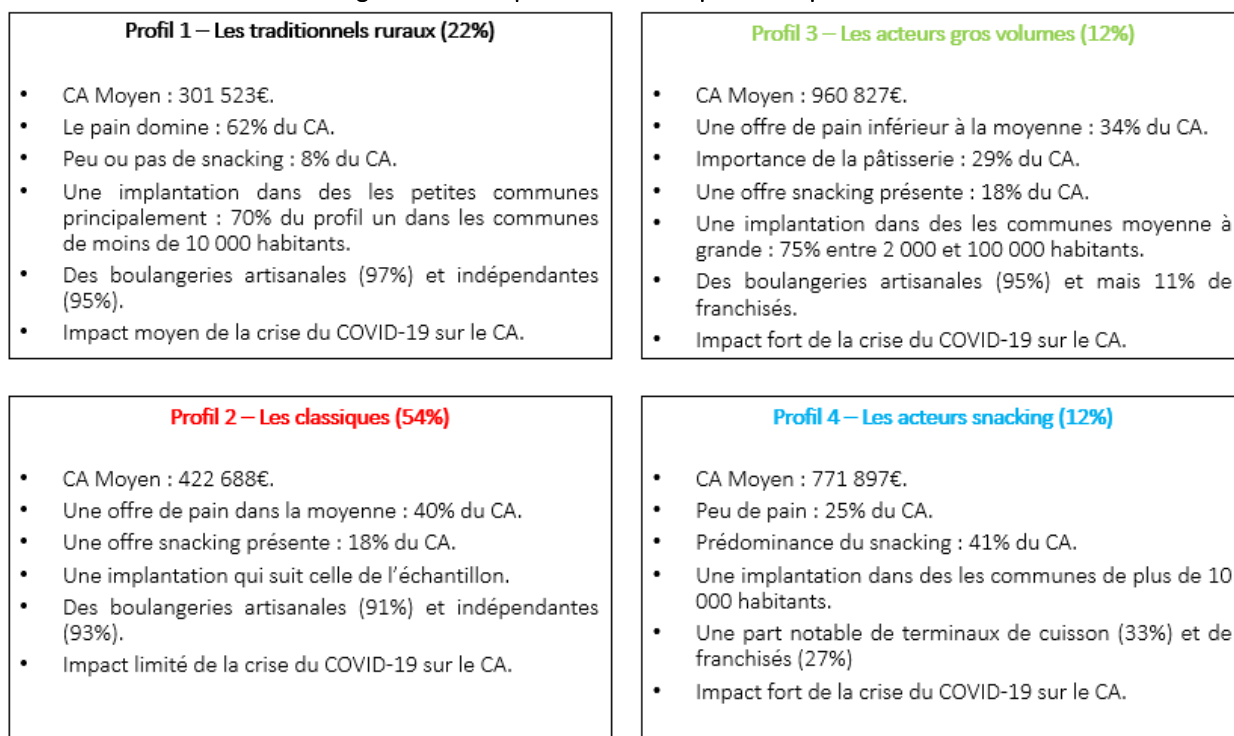 Profil 1 – Les traditionnels ruraux (22%)
• CA Moyen : 301 523€.
• Le pain domine : 62% du CA.
• Peu ou pas de snacking : 8% du CA.
• Une implantation dans des les petites communes
principalement : 70% du profil un dans les communes
de moins de 10 000 habitants.
• Des boulangeries artisanales (97%) et indépendantes
(95%).
• Impact moyen de la crise du COVID-19 sur le CA.
Profil 2 – Les classiques (54%)
• CA Moyen : 422 688€.
• Une offre de pain dans la moyenne : 40% du CA.
• Une offre snacking présente : 18% du CA.
• Une implantation qui suit celle de l’échantillon.
• Des boulangeries artisanales (91%) et indépendantes
(93%).
• Impact limité de la crise du COVID-19 sur le CA.
Profil 3 – Les acteurs gros volumes (12%)
• CA Moyen : 960 827€.
• Une offre de pain inférieur à la moyenne : 34% du CA.
• Importance de la pâtisserie : 29% du CA.
• Une offre snacking présente : 18% du CA.
• Une implantation dans des les communes moyenne à
grande : 75% entre 2 000 et 100 000 habitants.
• Des boulangeries artisanales (95%) et mais 11% de
franchisés.
• Impact fort de la crise du COVID-19 sur le CA.
Profil 4 – Les acteurs snacking (12%)
• CA Moyen : 771 897€.
• Peu de pain : 25% du CA.
• Prédominance du snacking : 41% du CA.
• Une implantation dans des les communes de plus de 10
000 habitants.
• Une part notable de terminaux de cuisson (33%) et de
franchisés (27%)
• Impact fort de la crise du COVID-19 sur le CA.